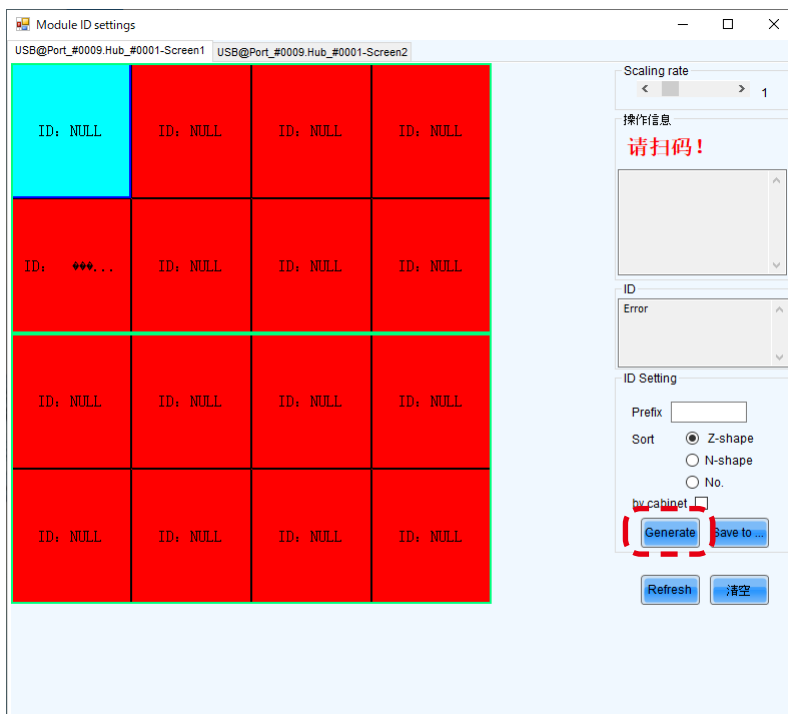 Module ID settings
USB@Port_#0009.Hub_#0001-Screen1 USB@Port_#0009.Hub_#0001-Screen2
ID: NULL ID: NULL ID: NULL ID: NULL
ID: ���... ID: NULL ID: NULL ID: NULL
ID: NULL ID: NULL ID: NULL ID: NULL
ID: NULL ID: NULL ID: NULL ID: NULL
Scaling rate
1
操作信息
请扫码!
ID
Error
ID Setting
Prefix
Sort Z-shape
N-shape
No.
by cabinet
Generate Save to ...
Refresh 清空